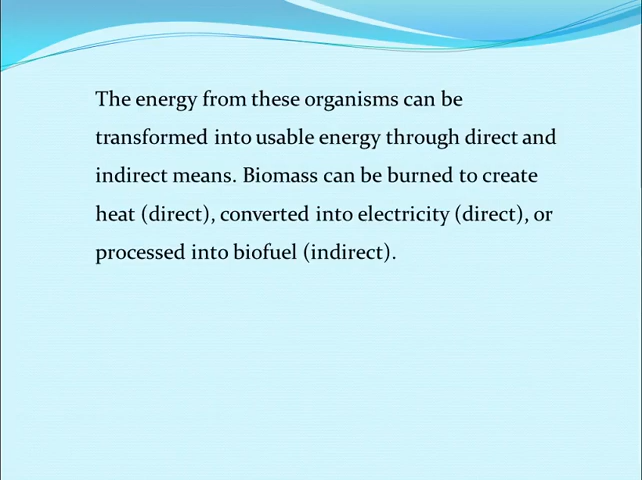 The energy from these organisms can be
transformed into usable energy through direct and
indirect means. Biomass can be burned to create
heat (direct), converted into electricity (direct), or
processed into biofuel (indirect).